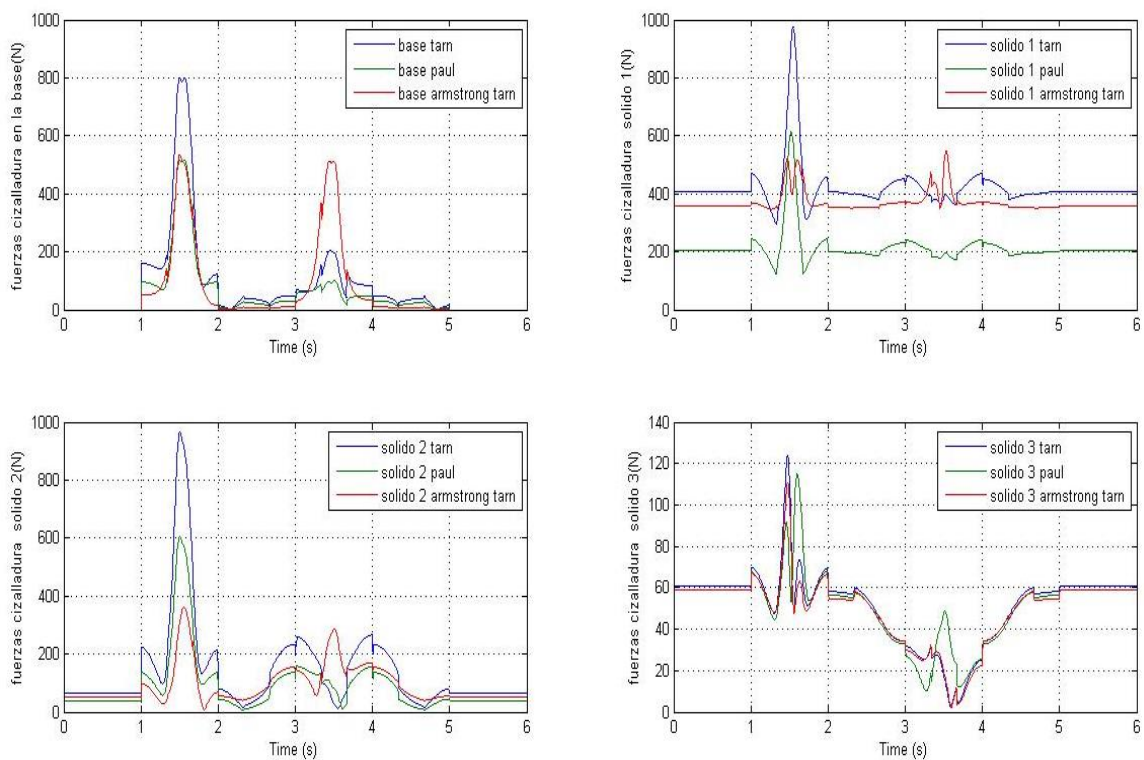 fuerzas cizalladura en la base(N)
1000
800
600
400
200
0
base tarn
base paul
base armstrong tarn
0 1 2 3 4 5 6
Time (s)
fuerzas cizalladura solido 1(N)
1000
800
600
400
200
0
solido 1 tarn
solido 1 paul
solido 1 armstrong tarn
0 1 2 3 4 5 6
Time (s)
fuerzas cizalladura solido 2(N)
1000
800
600
400
200
0
solido 2 tarn
solido 2 paul
solido 2 armstrong tarn
0 1 2 3 4 5 6
Time (s)
fuerzas cizalladura solido 3(N)
140
120
100
80
60
40
20
0
solido 3 tarn
solido 3 paul
solido 3 armstrong tarn
0 1 2 3 4 5 6
Time (s)